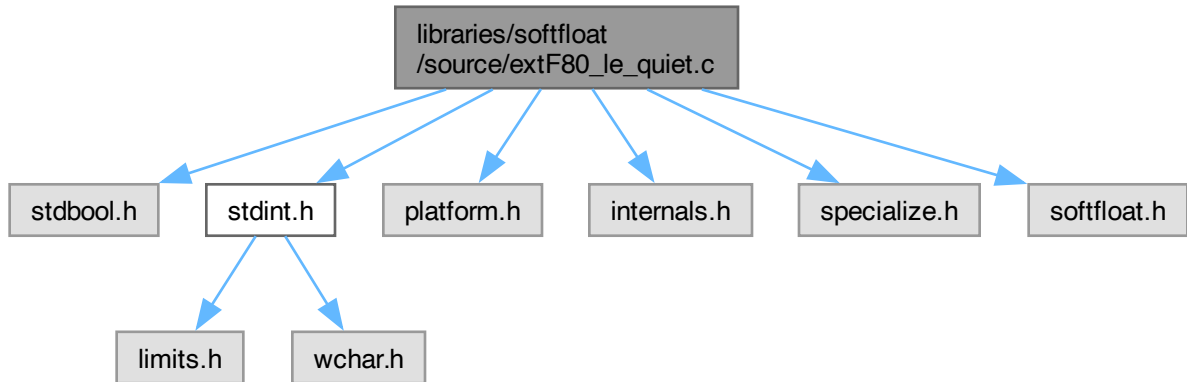 libraries/softfloat
/source/extF80_le_quiet.c
stdbool.h
stdint.h
platform.h
internals.h
specialize.h
softfloat.h
limits.h
wchar.h